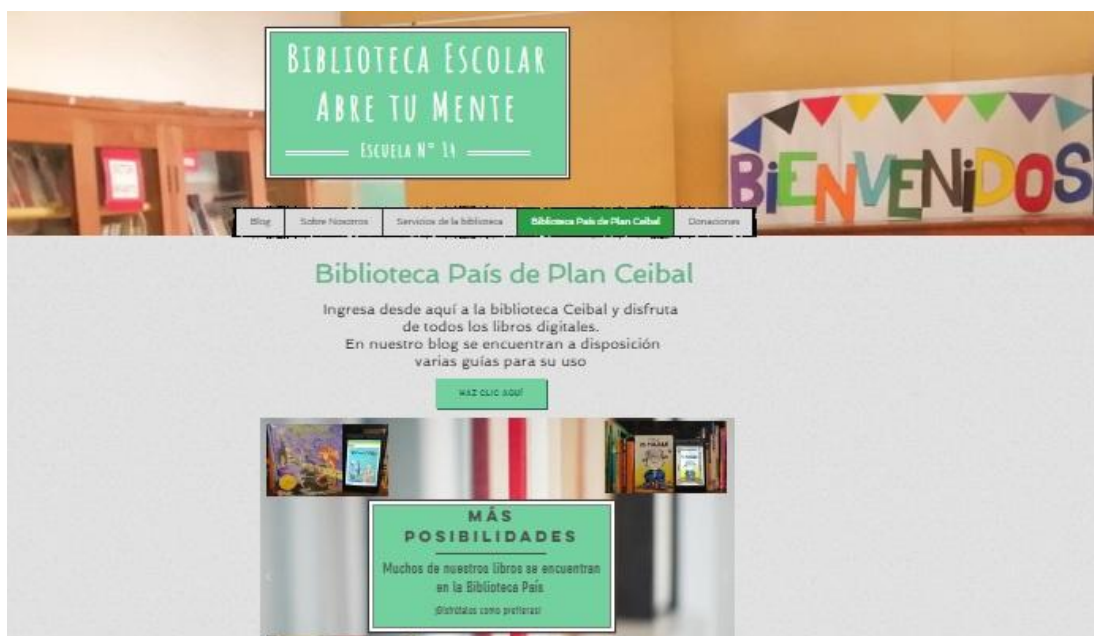 BIBLIOTECA ESCOLAR
ABRE TU MENTE
ESCUELA N° 14
BIENVENIDOS
Blog
Sobre Nosotros
Servicios de la biblioteca
Biblioteca País de Plan Ceibal
Donaciones
Biblioteca País de Plan Ceibal
Ingresa desde aquí a la biblioteca Ceibal y disfruta
de todos los libros digitales.
En nuestro blog se encuentran a disposición
varias guías para su uso
HAZ CLIC AQUÍ
MÁS
POSIBILIDADES
Muchos de nuestros libros se encuentran
en la Biblioteca País
¡Disfrútalos como prefieras!